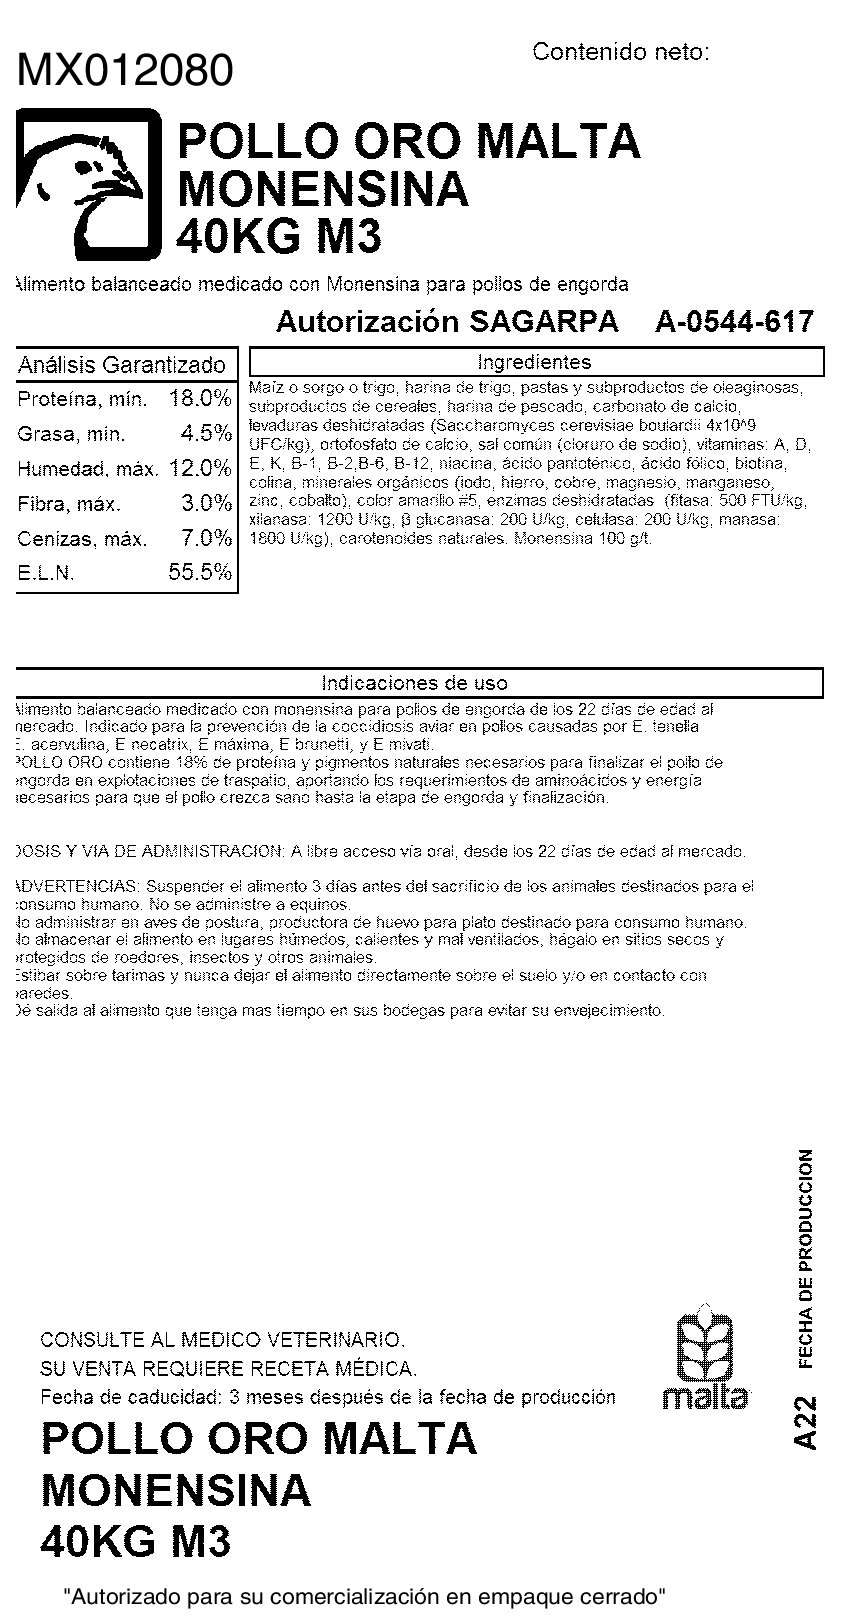 Contenido neto:
MX012080
POLLO ORO MALTA
MONENSINA
40KG M3
Alimento balanceado medicado con Monensina para pollos de engorda
Autorización SAGARPA A-0544-617
Análisis Garantizado
Proteína, mín. 18.0%
Grasa, mín. 4.5%
Humedad, máx. 12.0%
Fibra, máx. 3.0%
Cenizas, máx. 7.0%
E.L.N. 55.5%
Ingredientes
Maíz o sorgo o trigo, harina de trigo, pastas y subproductos de oleaginosas,
subproductos de cereales, harina de pescado, carbonato de calcio,
levaduras deshidratadas (Saccharomyces cerevisiae boulardii 4x10^9
UFC/kg), ortofosfato de calcio, sal común (cloruro de sodio), vitaminas: A, D,
E, K, B-1, B-2,B-6, B-12, niacina, ácido pantoténico, ácido fólico, biotina,
colina, minerales orgánicos (iodo, hierro, cobre, magnesio, manganeso,
zinc, cobalto), color amarillo #5, enzimas deshidratadas (fitasa: 500 FTU/kg,
xilanasa: 1200 U/kg, β glucanasa: 200 U/kg, celulasa: 200 U/kg, manasa:
1800 U/kg), carotenoides naturales. Monensina 100 g/t.
Indicaciones de uso
Alimento balanceado medicado con monensina para pollos de engorda de los 22 días de edad al
mercado. Indicado para la prevención de la coccidiosis aviar en pollos causadas por E. tenella
E. acervulina, E necatrix, E máxima, E brunetti, y E mivati.
POLLO ORO contiene 18% de proteína y pigmentos naturales necesarios para finalizar el pollo de
engorda en explotaciones de traspatio, aportando los requerimientos de aminoácidos y energía
necesarios para que el pollo crezca sano hasta la etapa de engorda y finalización.
DOSIS Y VIA DE ADMINISTRACION: A libre acceso vía oral, desde los 22 días de edad al mercado.
ADVERTENCIAS: Suspender el alimento 3 días antes del sacrificio de los animales destinados para el
consumo humano. No se administre a equinos.
No administrar en aves de postura, productora de huevo para plato destinado para consumo humano.
No almacenar el alimento en lugares húmedos, calientes y mal ventilados, hágalo en sitios secos y
protegidos de roedores, insectos y otros animales.
Estibar sobre tarimas y nunca dejar el alimento directamente sobre el suelo y/o en contacto con
paredes.
Dé salida al alimento que tenga mas tiempo en sus bodegas para evitar su envejecimiento.
A22 FECHA DE PRODUCCION
CONSULTE AL MEDICO VETERINARIO.
SU VENTA REQUIERE RECETA MÉDICA.
Fecha de caducidad: 3 meses después de la fecha de producción
malta
POLLO ORO MALTA
MONENSINA
40KG M3
"Autorizado para su comercialización en empaque cerrado"